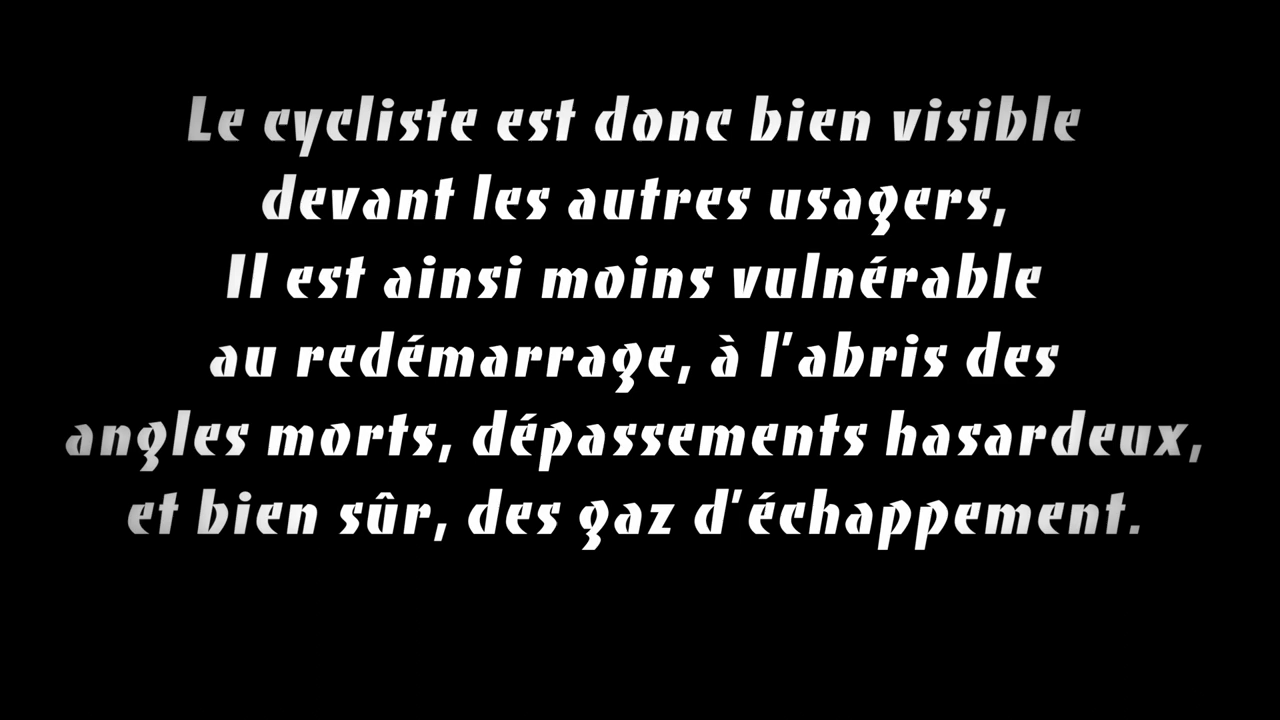 Le cycliste est donc bien visible
devant les autres usagers,
Il est ainsi moins vulnérable
au redémarrage, à l'abris des
angles morts, dépassements hasardeux,
et bien sûr, des gaz d'échappement.